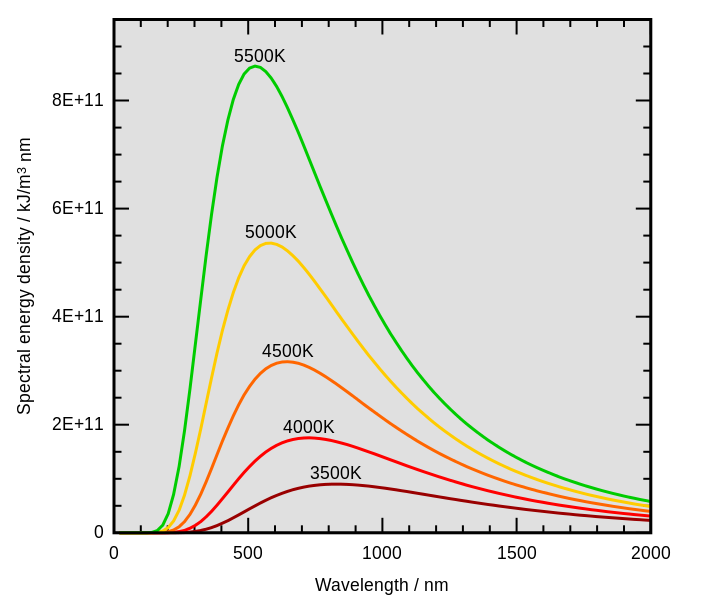 5500K
8E+11
6E+11
5000K
4E+11
4500K
2E+11
4000K
3500K
0
0
500
1000
1500
2000
Wavelength / nm
Spectral energy density / kJ/m³ nm